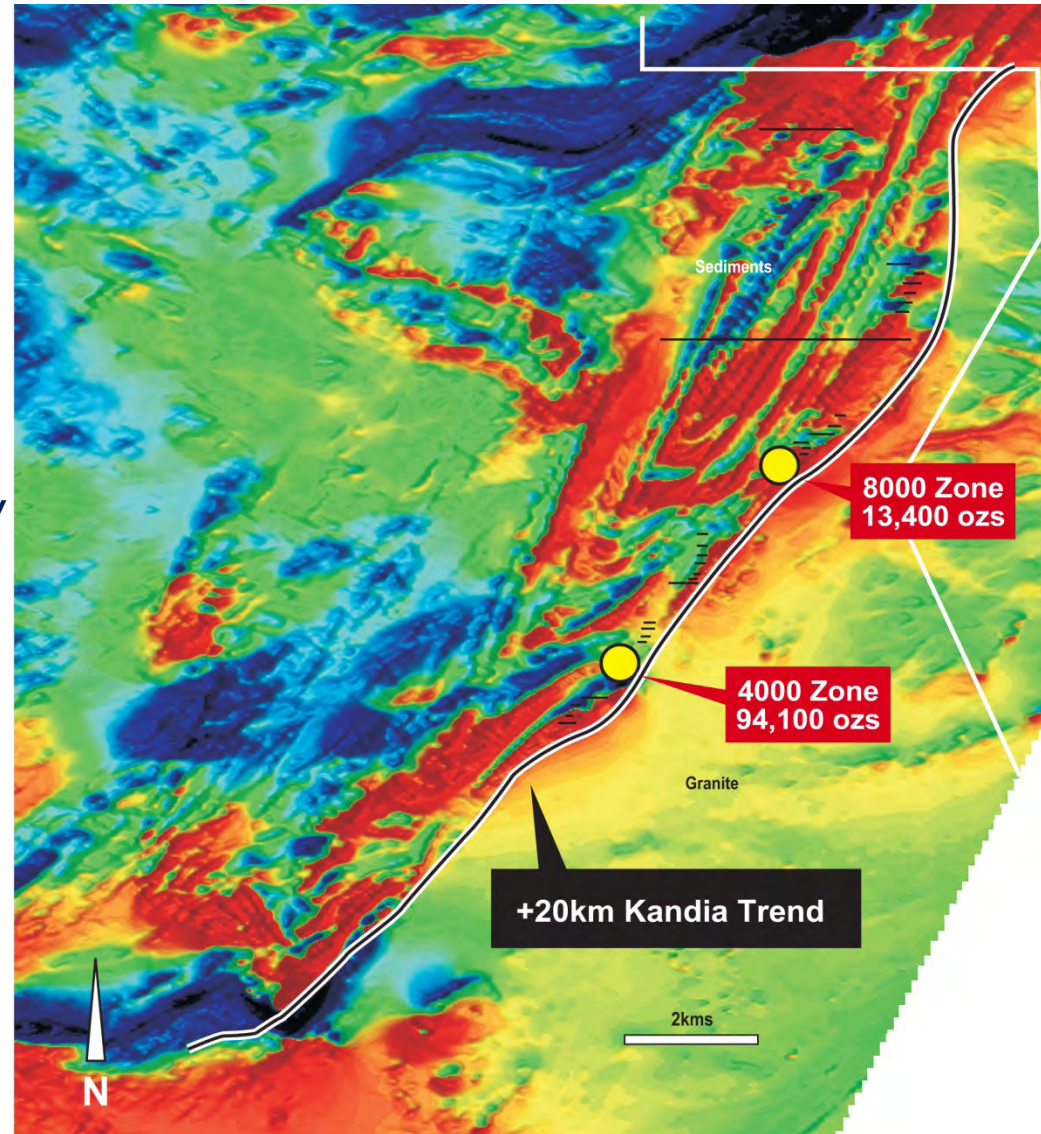 Sediments
8000 Zone
13,400 ozs
4000 Zone
94,100 ozs
Granite
+20km Kandia Trend
2kms
N